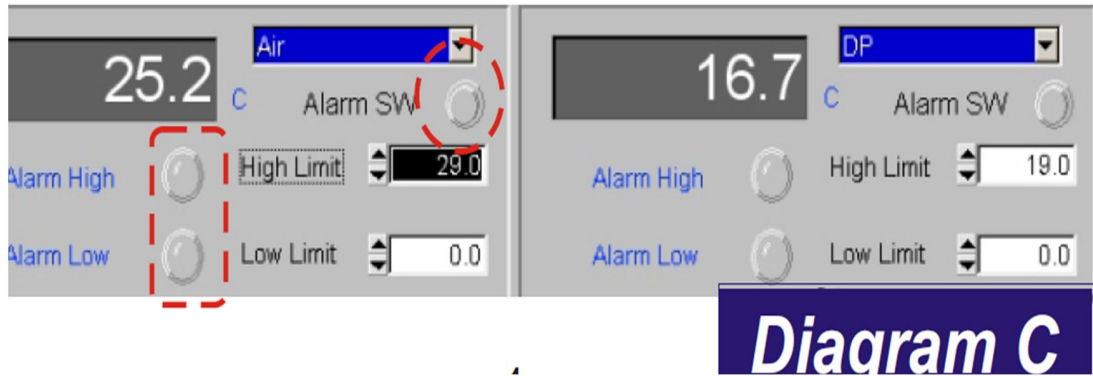 25.2
Air
C
Alarm SW
Alarm High
High Limit
29.0
Alarm Low
Low Limit
0.0
16.7
DP
C
Alarm SW
Alarm High
High Limit
19.0
Alarm Low
Low Limit
0.0
Diagram C